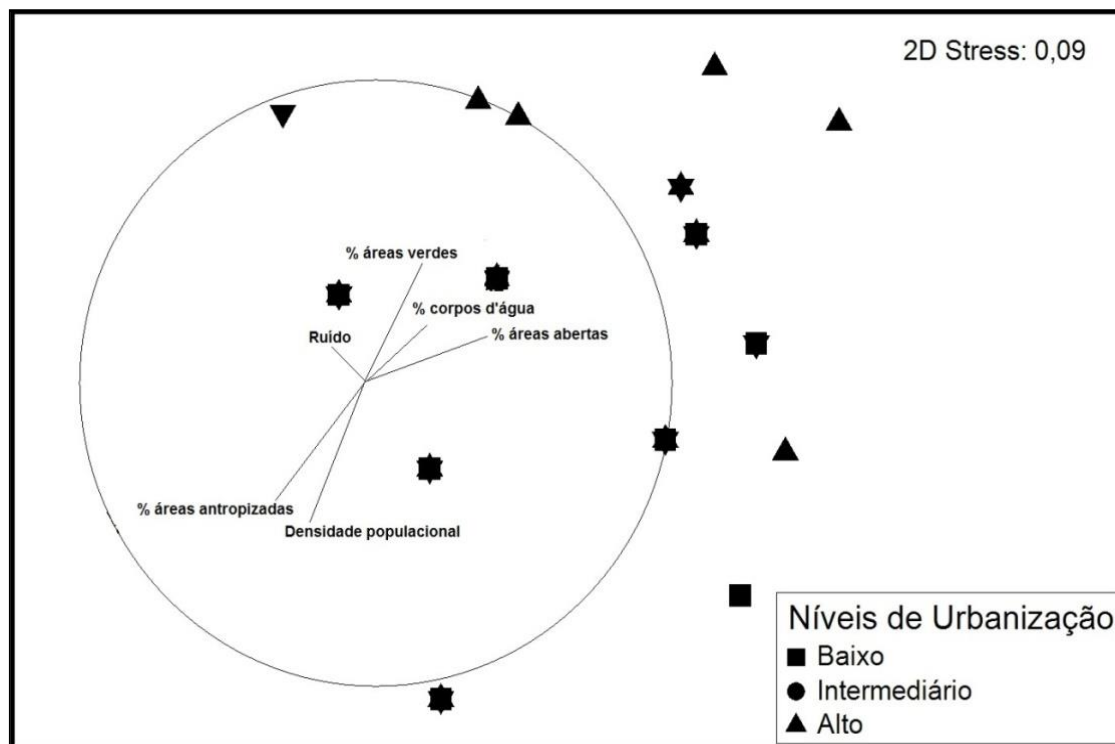 2D Stress: 0,09
% áreas verdes
% corpos d'água
% áreas abertas
Ruido
% áreas antropizadas
Densidade populacional
Níveis de Urbanização
Baixo
Intermediário
Alto